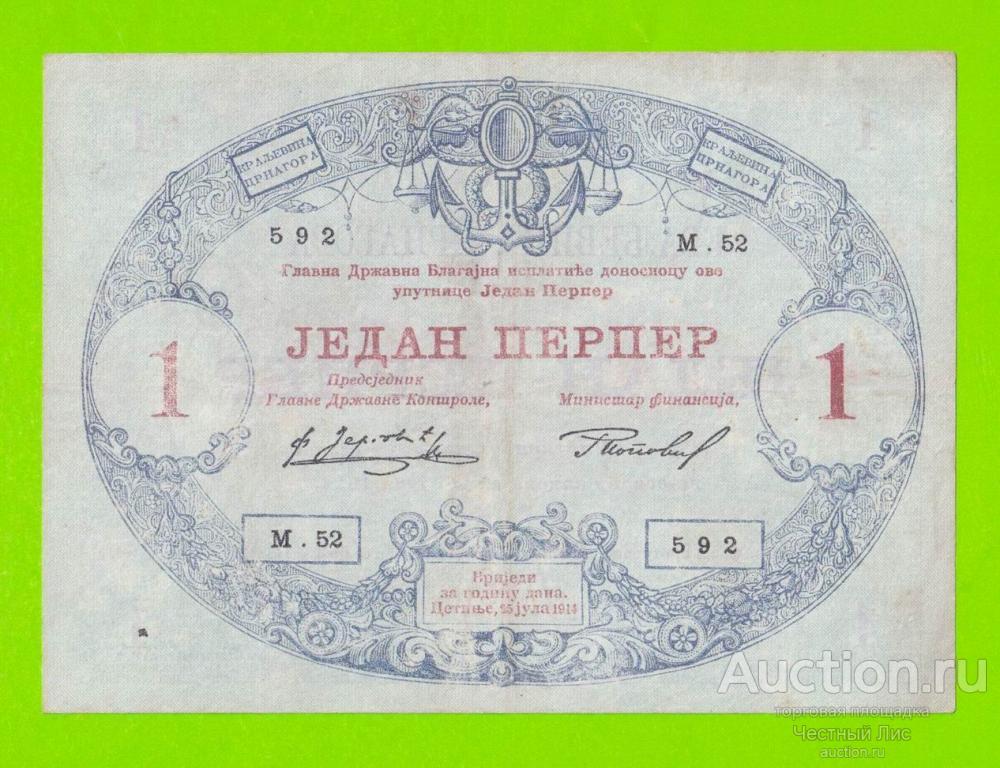 КРАЉЕВИНА
ЦРНАГОРА
КРАЉЕВИНА
ЦРНАГОРА
592
М. 52
Главна Државна Благајна исплатиће доносиоцу ове
упутнице Један Перпер
ЈЕДАН ПЕРПЕР
1
1
Предсједник
Главне Државне Контроле,
Министар финансија,
М. 52
592
Вриједи
за годину дана.
Цетиње, 25 јула 1914
Auction.ru
торговая площадка
Честный Лис
auction.ru